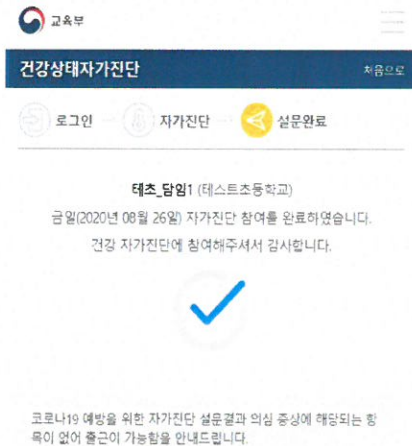 교육부
건강상태자가진단 처음으로
로그인 자가진단 설문완료
테초_담임1 (테스트초등학교)
금일(2020년 08월 26일) 자가진단 참여를 완료하였습니다.
건강 자가진단에 참여해주셔서 감사합니다.
코로나19 예방을 위한 자가진단 설문결과 의심 증상에 해당되는 항
목이 없어 출근이 가능함을 안내드립니다.